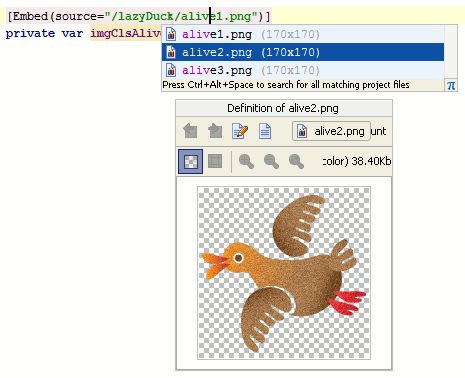 [Embed(source="/lazyDuck/alive1.png")]
private var imgClsAliv
alive1.png (170x170)
alive2.png (170x170)
alive3.png (170x170)
Press Ctrl+Alt+Space to search for all matching project files π
Definition of alive2.png
alive2.png unt
color) 38.40Kb